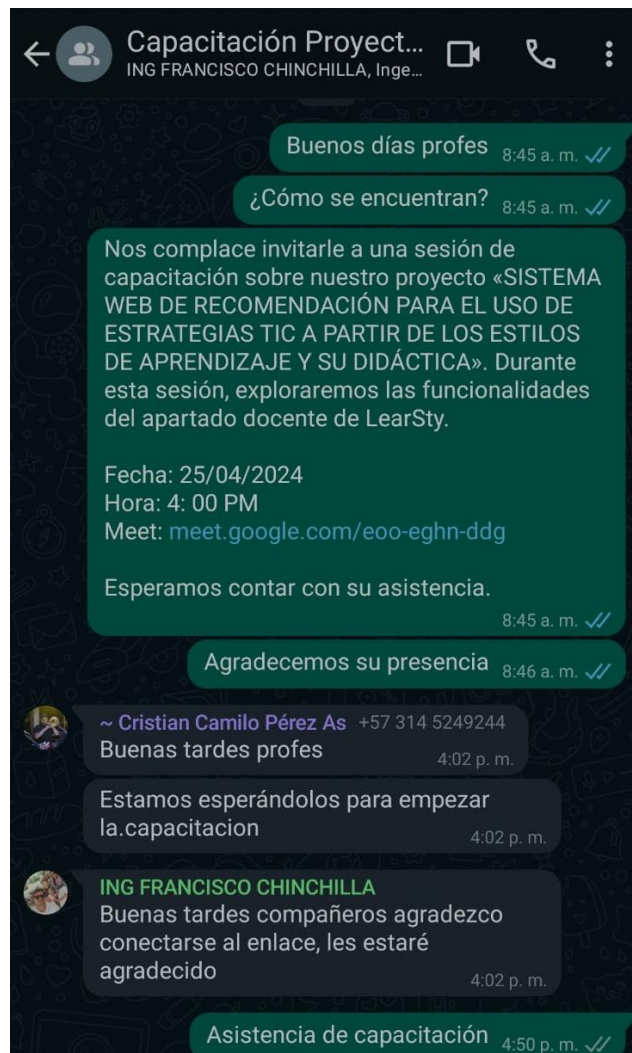 Capacitación Proyect...
ING FRANCISCO CHINCHILLA, Inge...
Buenos días profes 8:45 a. m.
¿Cómo se encuentran? 8:45 a. m.
Nos complace invitarle a una sesión de
capacitación sobre nuestro proyecto «SISTEMA
WEB DE RECOMENDACIÓN PARA EL USO DE
ESTRATEGIAS TIC A PARTIR DE LOS ESTILOS
DE APRENDIZAJE Y SU DIDÁCTICA». Durante
esta sesión, exploraremos las funcionalidades
del apartado docente de LearSty.
Fecha: 25/04/2024
Hora: 4: 00 PM
Meet: meet.google.com/eoo-eghn-ddg
Esperamos contar con su asistencia.
8:45 a. m.
Agradecemos su presencia 8:46 a. m.
~ Cristian Camilo Pérez As +57 314 5249244
Buenas tardes profes 4:02 p. m.
Estamos esperándolos para empezar
la.capacitacion 4:02 p. m.
ING FRANCISCO CHINCHILLA
Buenas tardes compañeros agradezco
conectarse al enlace, les estaré
agradecido 4:02 p. m.
Asistencia de capacitación 4:50 p. m.